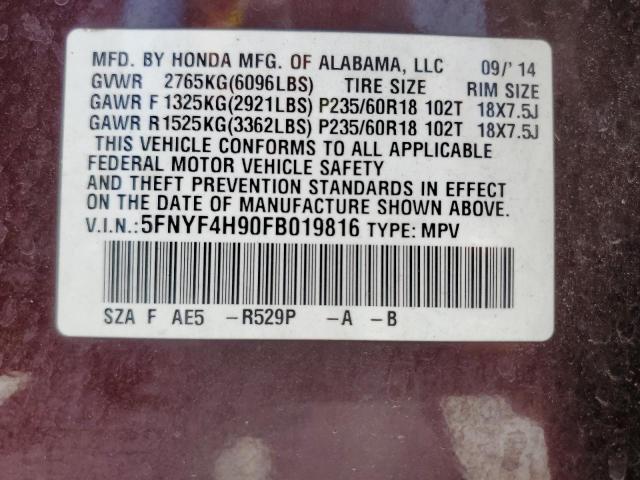 MFD. BY HONDA MFG. OF ALABAMA, LLC 09/'14
GVWR 2765KG(6096LBS) TIRE SIZE RIM SIZE
GAWR F 1325KG(2921LBS) P235/60R18 102T 18X7.5J
GAWR R1525KG(3362LBS) P235/60R18 102T 18X7.5J
THIS VEHICLE CONFORMS TO ALL APPLICABLE
FEDERAL MOTOR VEHICLE SAFETY
AND THEFT PREVENTION STANDARDS IN EFFECT
ON THE DATE OF MANUFACTURE SHOWN ABOVE.
V.I.N.: 5FNYF4H90FB019816 TYPE: MPV
SZA F AE5 -R529P -A -B